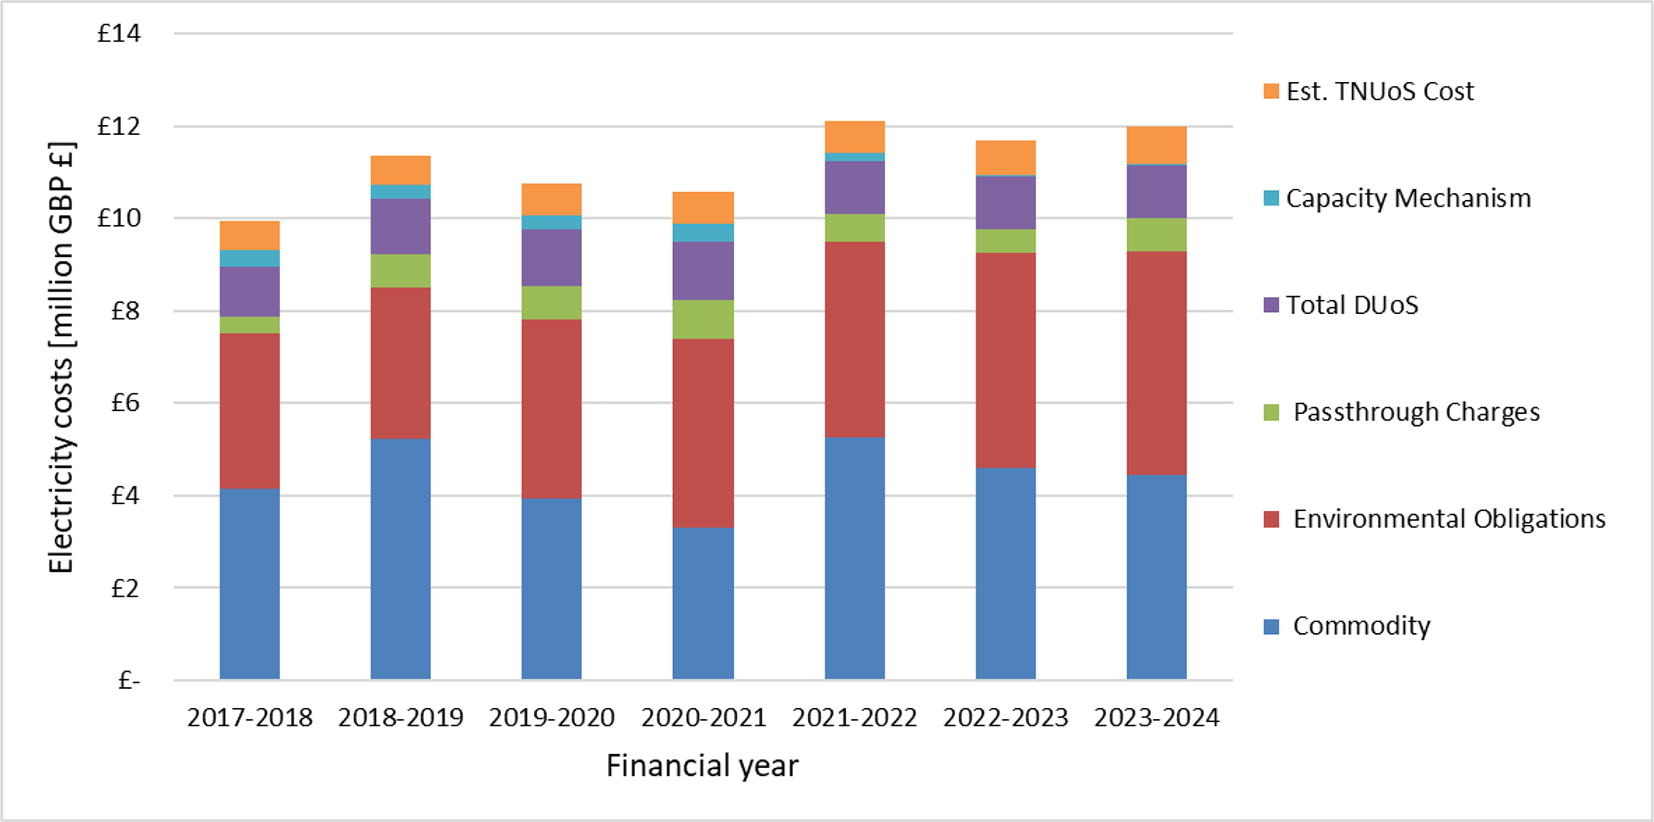 £14
£12
£10
£8
£6
£4
£2
£-
Electricity costs [million GBP £]
2017-2018 2018-2019 2019-2020 2020-2021 2021-2022 2022-2023 2023-2024
Financial year
Est. TNUoS Cost
Capacity Mechanism
Total DUoS
Passthrough Charges
Environmental Obligations
Commodity